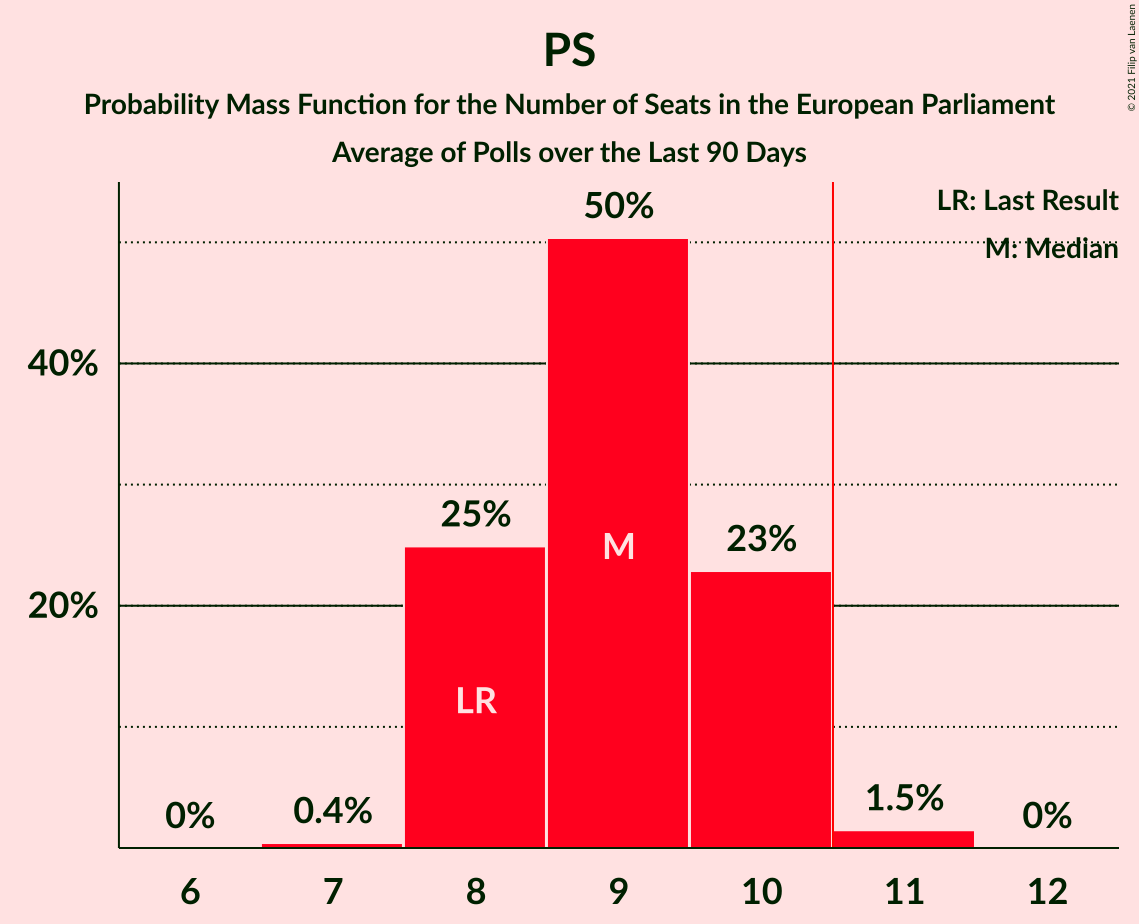 PS
Probability Mass Function for the Number of Seats in the European Parliament
Average of Polls over the Last 90 Days
© 2021 Filip van Laenen
LR: Last Result
M: Median
50%
40%
25%
M
23%
20%
LR
0%
0.4%
1.5%
0%
6
7
8
9
10
11
12